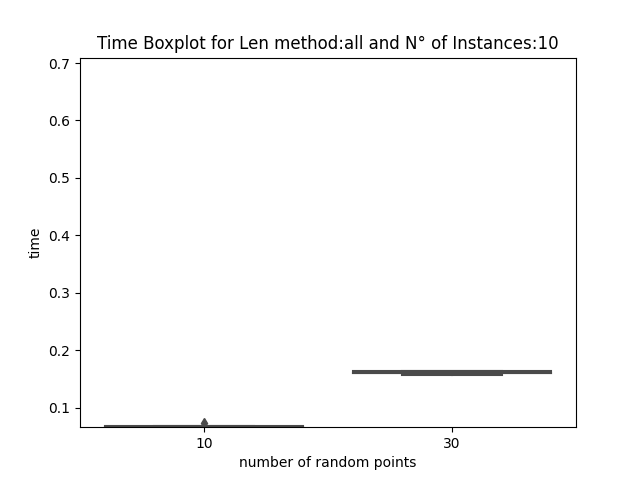 Time Boxplot for Len method:all and N° of Instances:10
0.7
0.6
0.5
0.4
0.3
0.2
0.1
time
10 30
number of random points